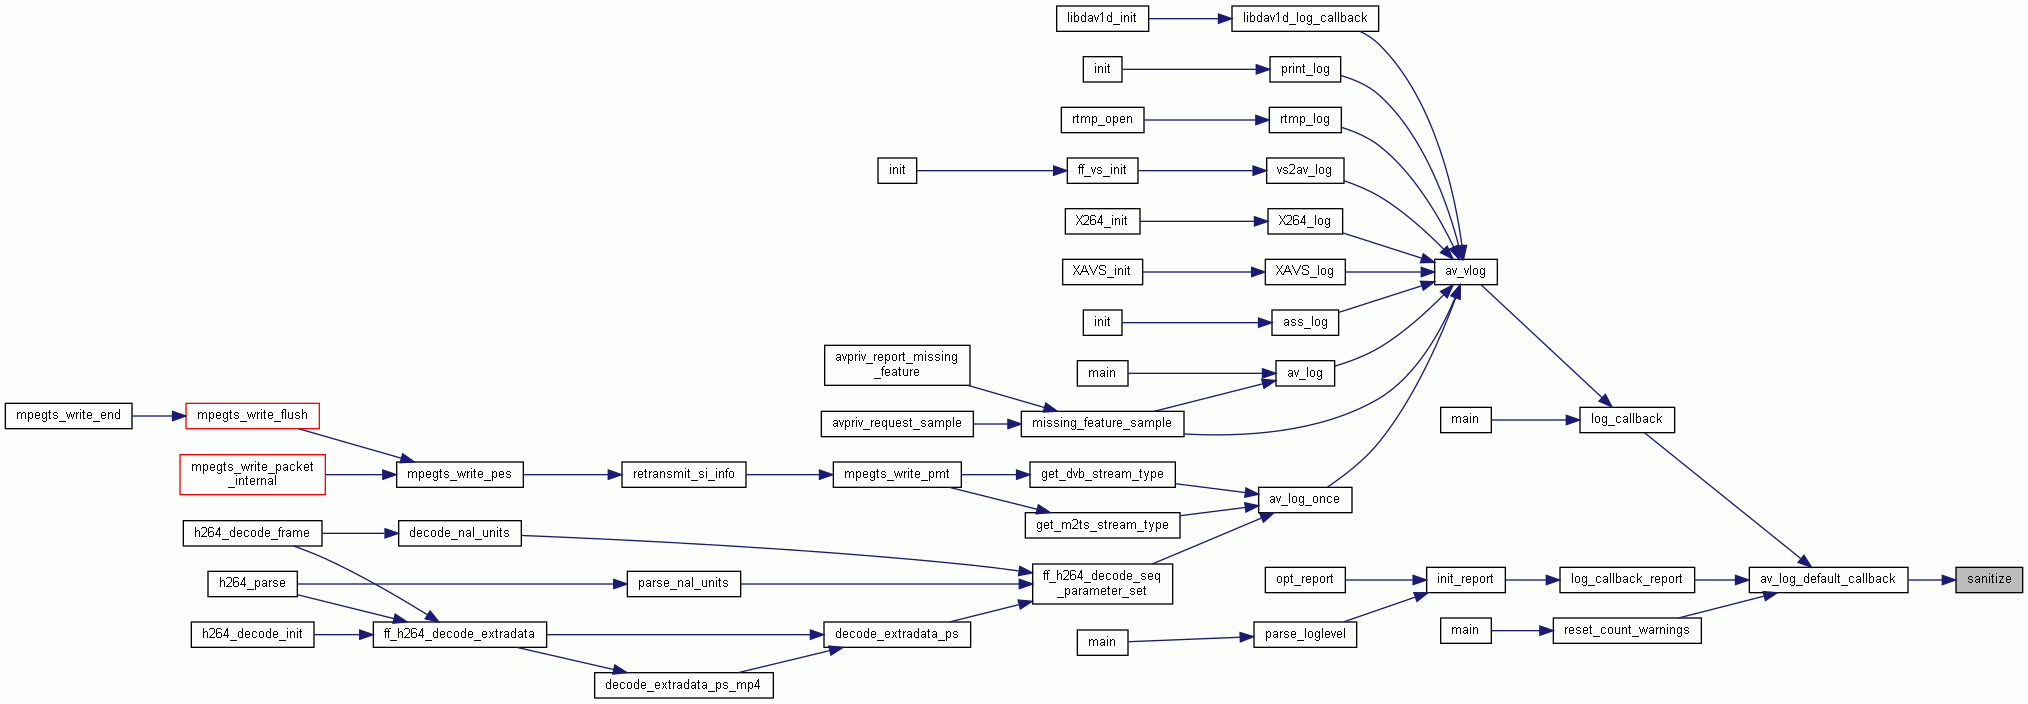 libdav1d_init
libdav1d_log_callback
init
print_log
rtmp_open
rtmp_log
init
ff_vs_init
vs2av_log
X264_init
X264_log
XAVS_init
XAVS_log
av_vlog
init
ass_log
avpriv_report_missing
_feature
main
av_log
mpegts_write_end
mpegts_write_flush
avpriv_request_sample
missing_feature_sample
main
log_callback
mpegts_write_packet
_internal
mpegts_write_pes
retransmit_si_info
mpegts_write_pmt
get_dvb_stream_type
av_log_once
get_m2ts_stream_type
h264_decode_frame
decode_nal_units
h264_parse
parse_nal_units
ff_h264_decode_seq
_parameter_set
opt_report
init_report
log_callback_report
av_log_default_callback
sanitize
h264_decode_init
ff_h264_decode_extradata
decode_extradata_ps
main
parse_loglevel
main
reset_count_warnings
decode_extradata_ps_mp4